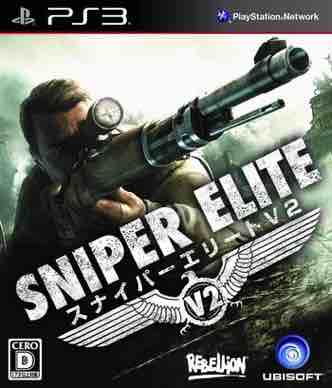 PS3
PlayStation®Network
SNIPER ELITE
スナイパーエリートV2
V2
CERO
D
REBELLION
UBISOFT